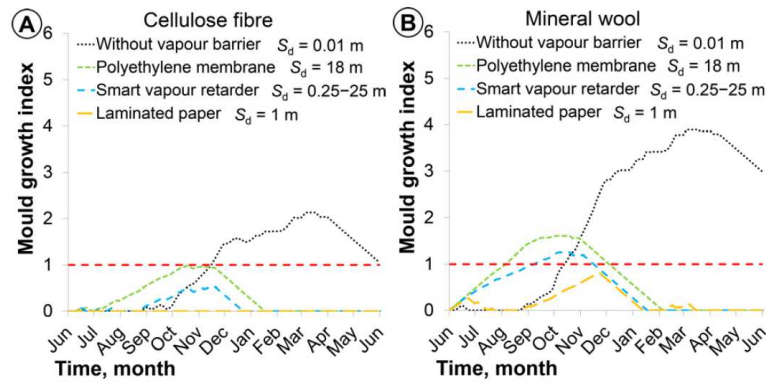 A Cellulose fibre
Mould growth index
6
5
4
3
2
1
0
Without vapour barrier Sd = 0.01 m
Polyethylene membrane Sd = 18 m
Smart vapour retarder Sd = 0.25–25 m
Laminated paper Sd = 1 m
Jun Jul Aug Sep Oct Nov Dec Jan Feb Mar Apr May Jun
Time, month
B Mineral wool
Mould growth index
6
5
4
3
2
1
0
Without vapour barrier Sd = 0.01 m
Polyethylene membrane Sd = 18 m
Smart vapour retarder Sd = 0.25–25 m
Laminated paper Sd = 1 m
Jun Jul Aug Sep Oct Nov Dec Jan Feb Mar Apr May Jun
Time, month